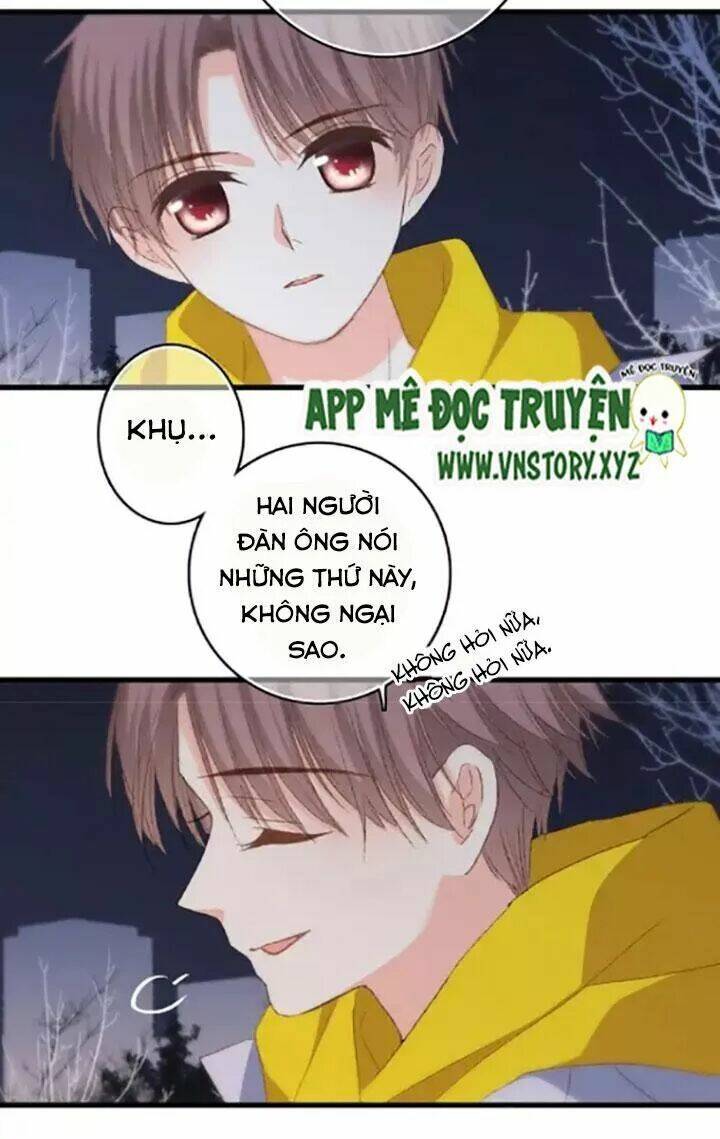 MÊ ĐỌC TRUYỆN
APP MÊ ĐỌC TRUYỆN
WWW.VNSTORY.XYZ
KHỤ...
HAI NGƯỜI
ĐÀN ÔNG NÓI
NHỮNG THỨ NÀY,
KHÔNG NGẠI
SAO.
KHÔNG HỎI NỮA,
KHÔNG HỎI NỮA.